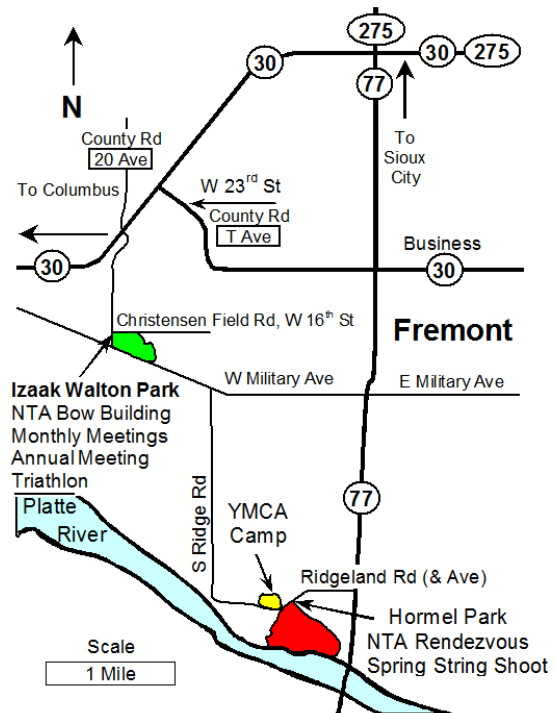 275
30
30
275
77
N
County Rd
20 Ave
To
Sioux
City
To Columbus
W 23rd St
County Rd
T Ave
Business
30
30
Christensen Field Rd, W 16th St
Fremont
W Military Ave
E Military Ave
Izaak Walton Park
NTA Bow Building
Monthly Meetings
Annual Meeting
Triathlon
Platte
River
S Ridge Rd
77
YMCA
Camp
Ridgeland Rd (& Ave)
Hormel Park
NTA Rendezvous
Spring String Shoot
Scale
1 Mile